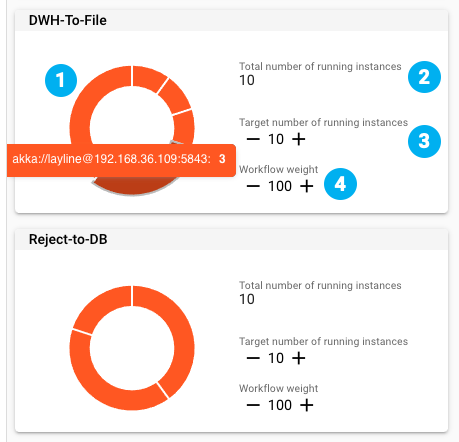 DWH-To-File
1
Total number of running instances
10
2
Target number of running instances
— 10 +
3
akka://layline@192.168.36.109:5843: 3
Workflow weight
— 100 +
4
Reject-to-DB
Total number of running instances
10
Target number of running instances
— 10 +
Workflow weight
— 100 +